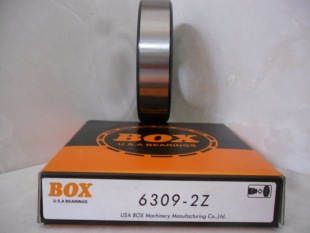 BOX
U.S.A BEARINGS
BOX
U.S.A BEARINGS
6309-2Z
USA BOX Machinery Manufacturing Co.,Ltd.